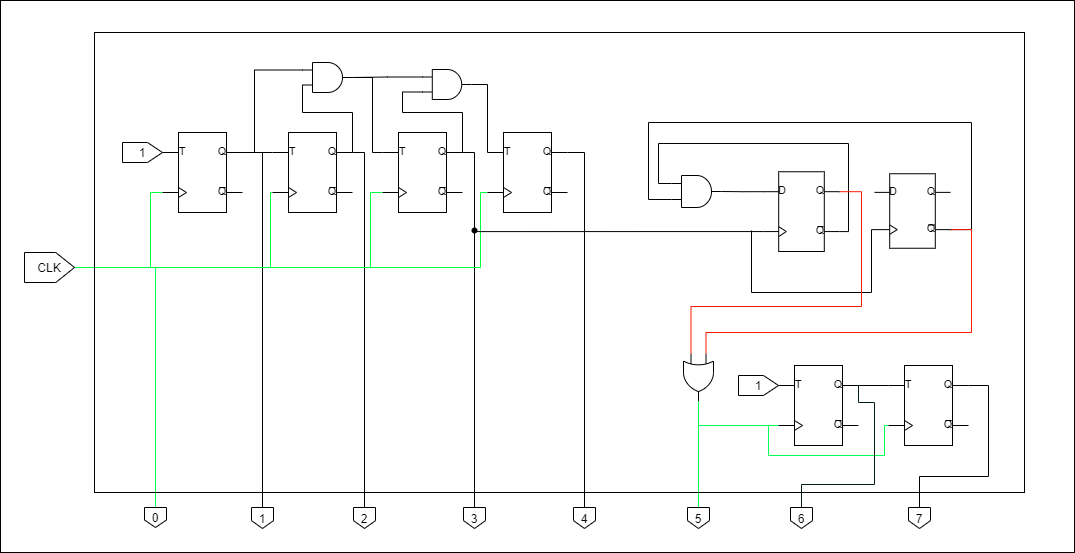 1 T Q Q T Q Q T Q Q T Q Q
D Q Q D Q Q
CLK
1 T Q Q T Q Q
0 1 2 3 4 5 6 7